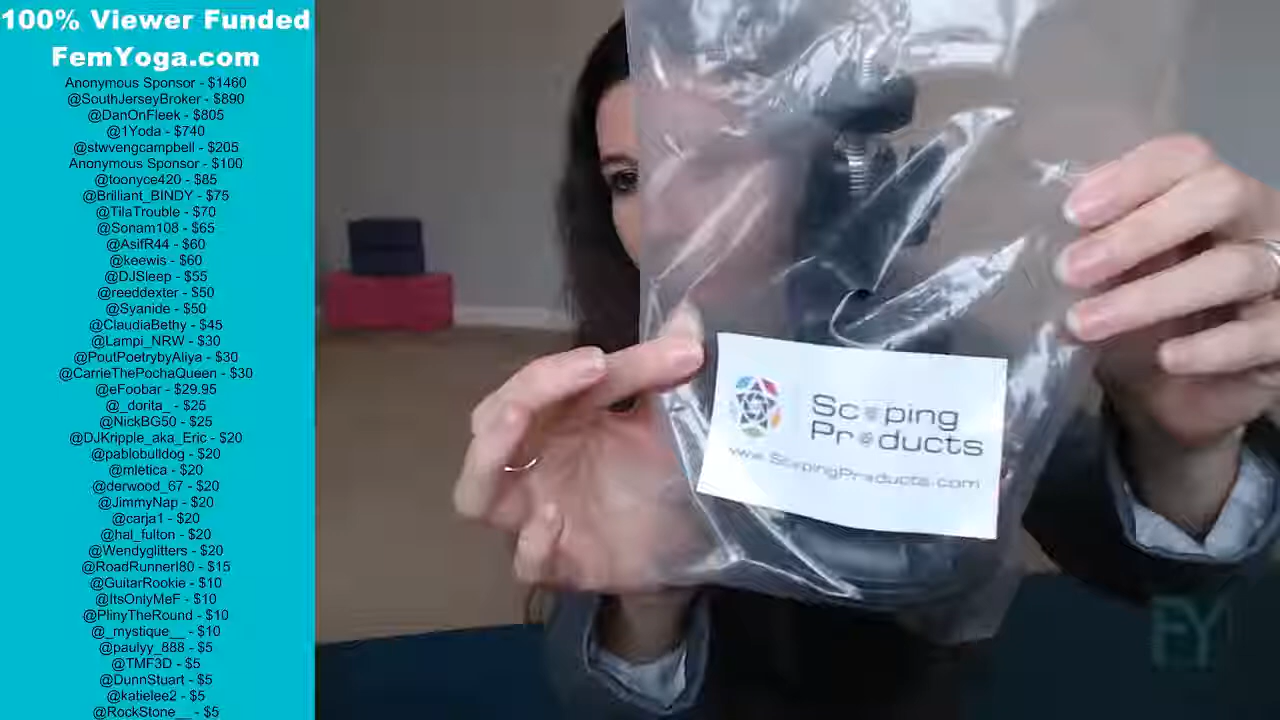 100% Viewer Funded
FemYoga.com
Anonymous Sponsor - $1460
@SouthJerseyBroker - $890
@DanOnFleek - $805
@1Yoda - $740
@stwvengcampbell - $205
Anonymous Sponsor - $100
@toonyce420 - $85
@Brilliant_BINDY - $75
@TilaTrouble - $70
@Sonam108 - $65
@AsifR44 - $60
@keewis - $60
@DJSleep - $55
@reeddexter - $50
@Syanide - $50
@ClaudiaBethy - $45
@Lampi_NRW - $30
@PoutPoetrybyAliya - $30
@CarrieThePochaQueen - $30
@eFoobar - $29.95
@_dorita_ - $25
@NickBG50 - $25
@DJKripple_aka_Eric - $20
@pablobulldog - $20
@mletica - $20
@derwood_67 - $20
@JimmyNap - $20
@carja1 - $20
@hal_fulton - $20
@Wendyglitters - $20
@RoadRunnerI80 - $15
@GuitarRookie - $10
@ItsOnlyMeF - $10
@PlinyTheRound - $10
@_mystique__ - $10
@paulyy_888 - $5
@TMF3D - $5
@DunnStuart - $5
@katielee2 - $5
@RockStone__ - $5
Scoping
Products
www.ScopingProducts.com
FY